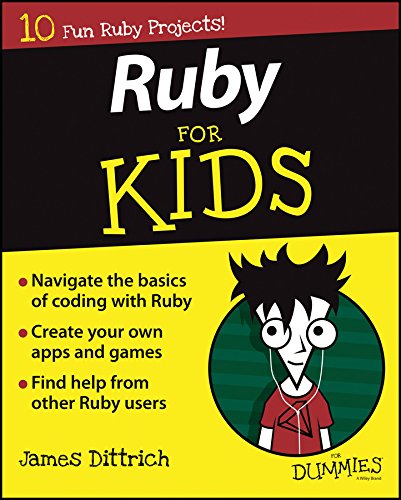 10 Fun Ruby Projects!
Ruby
FOR
KIDS
• Navigate the basics
of coding with Ruby
• Create your own
apps and games
• Find help from
other Ruby users
James Dittrich
FOR
DUMMIES
A Wiley Brand